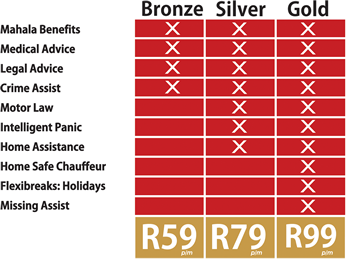 Bronze Silver Gold
Mahala Benefits X X X
Medical Advice X X X
Legal Advice X X X
Crime Assist X X X
Motor Law X X
Intelligent Panic X X
Home Assistance X X
Home Safe Chauffeur X
Flexibreaks: Holidays X
Missing Assist X
R59 p/m R79 p/m R99 p/m